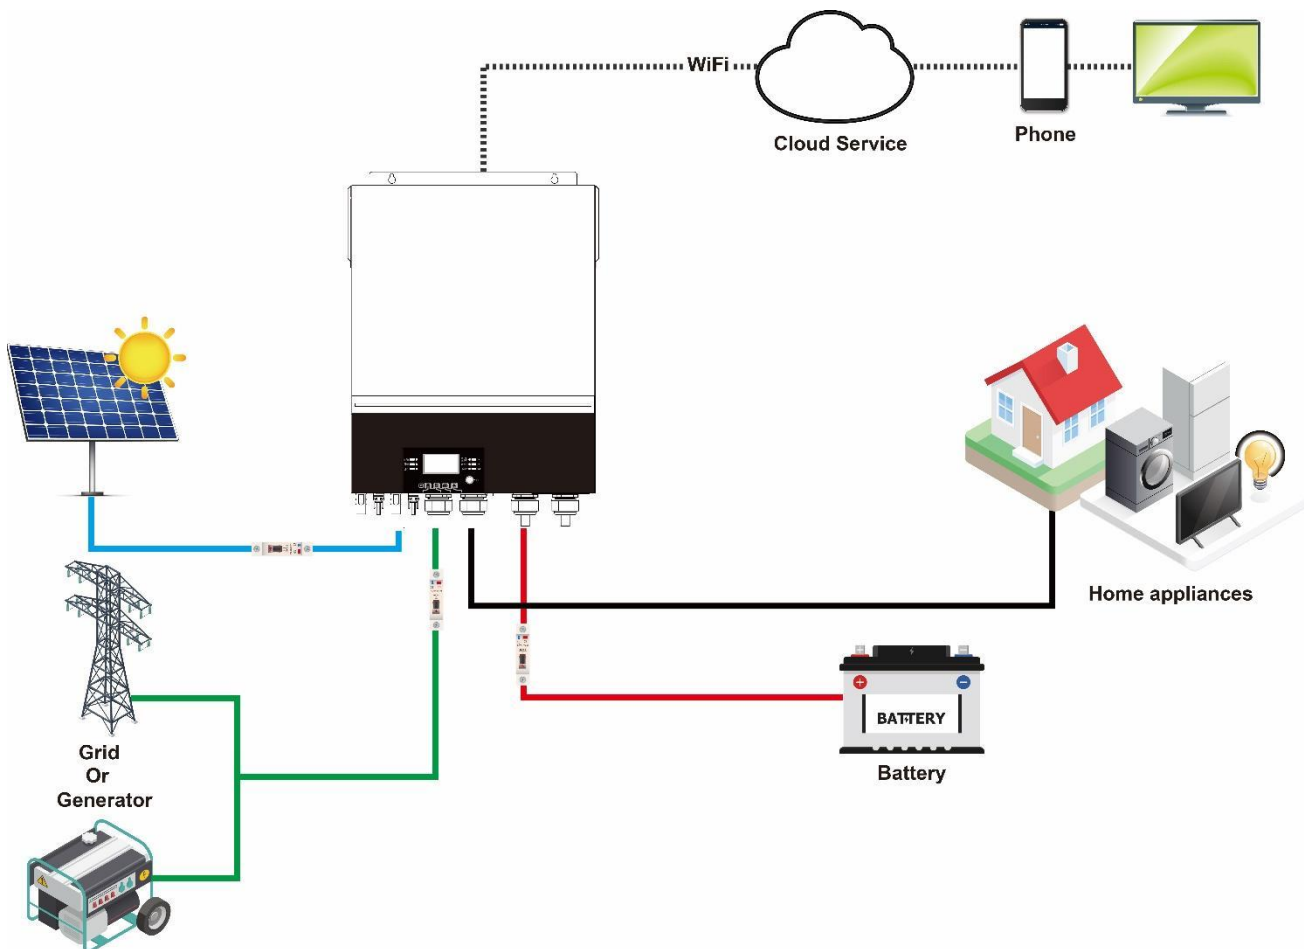 WiFi
Cloud Service
Phone
Home appliances
BATTERY
Battery
Grid
Or
Generator